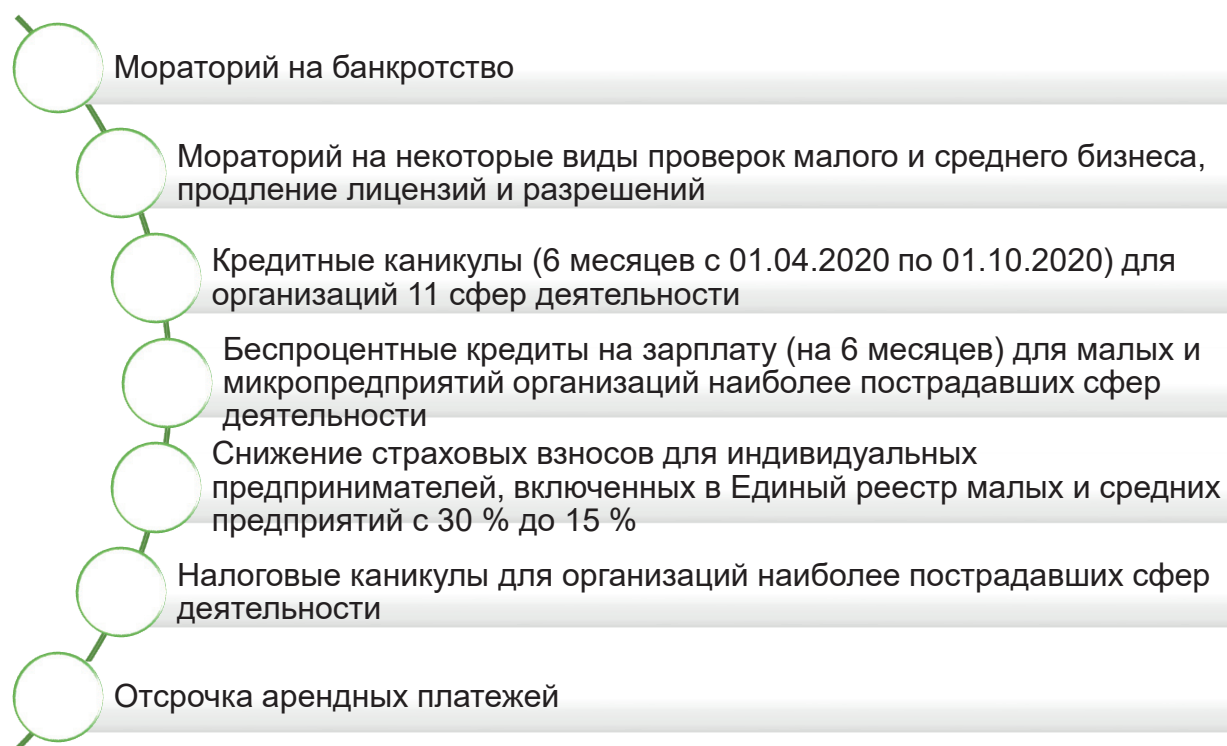 Мораторий на банкротство
Мораторий на некоторые виды проверок малого и среднего бизнеса,
продление лицензий и разрешений
Кредитные каникулы (6 месяцев с 01.04.2020 по 01.10.2020) для
организаций 11 сфер деятельности
Беспроцентные кредиты на зарплату (на 6 месяцев) для малых и
микропредприятий организаций наиболее пострадавших сфер
деятельности
Снижение страховых взносов для индивидуальных
предпринимателей, включенных в Единый реестр малых и средних
предприятий с 30 % до 15 %
Налоговые каникулы для организаций наиболее пострадавших сфер
деятельности
Отсрочка арендных платежей